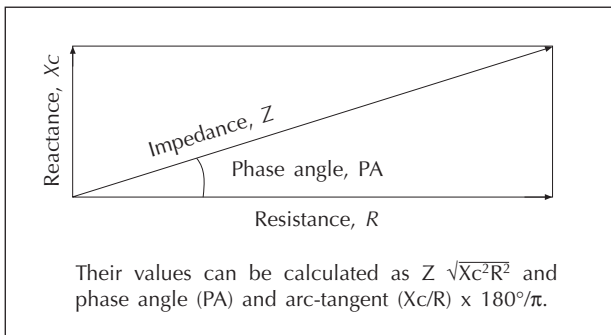 Reactance, Xc
Impedance, Z
Phase angle, PA
Resistance, R
Their values can be calculated as Z √Xc²R² and
phase angle (PA) and arc-tangent (Xc/R) x 180°/π.